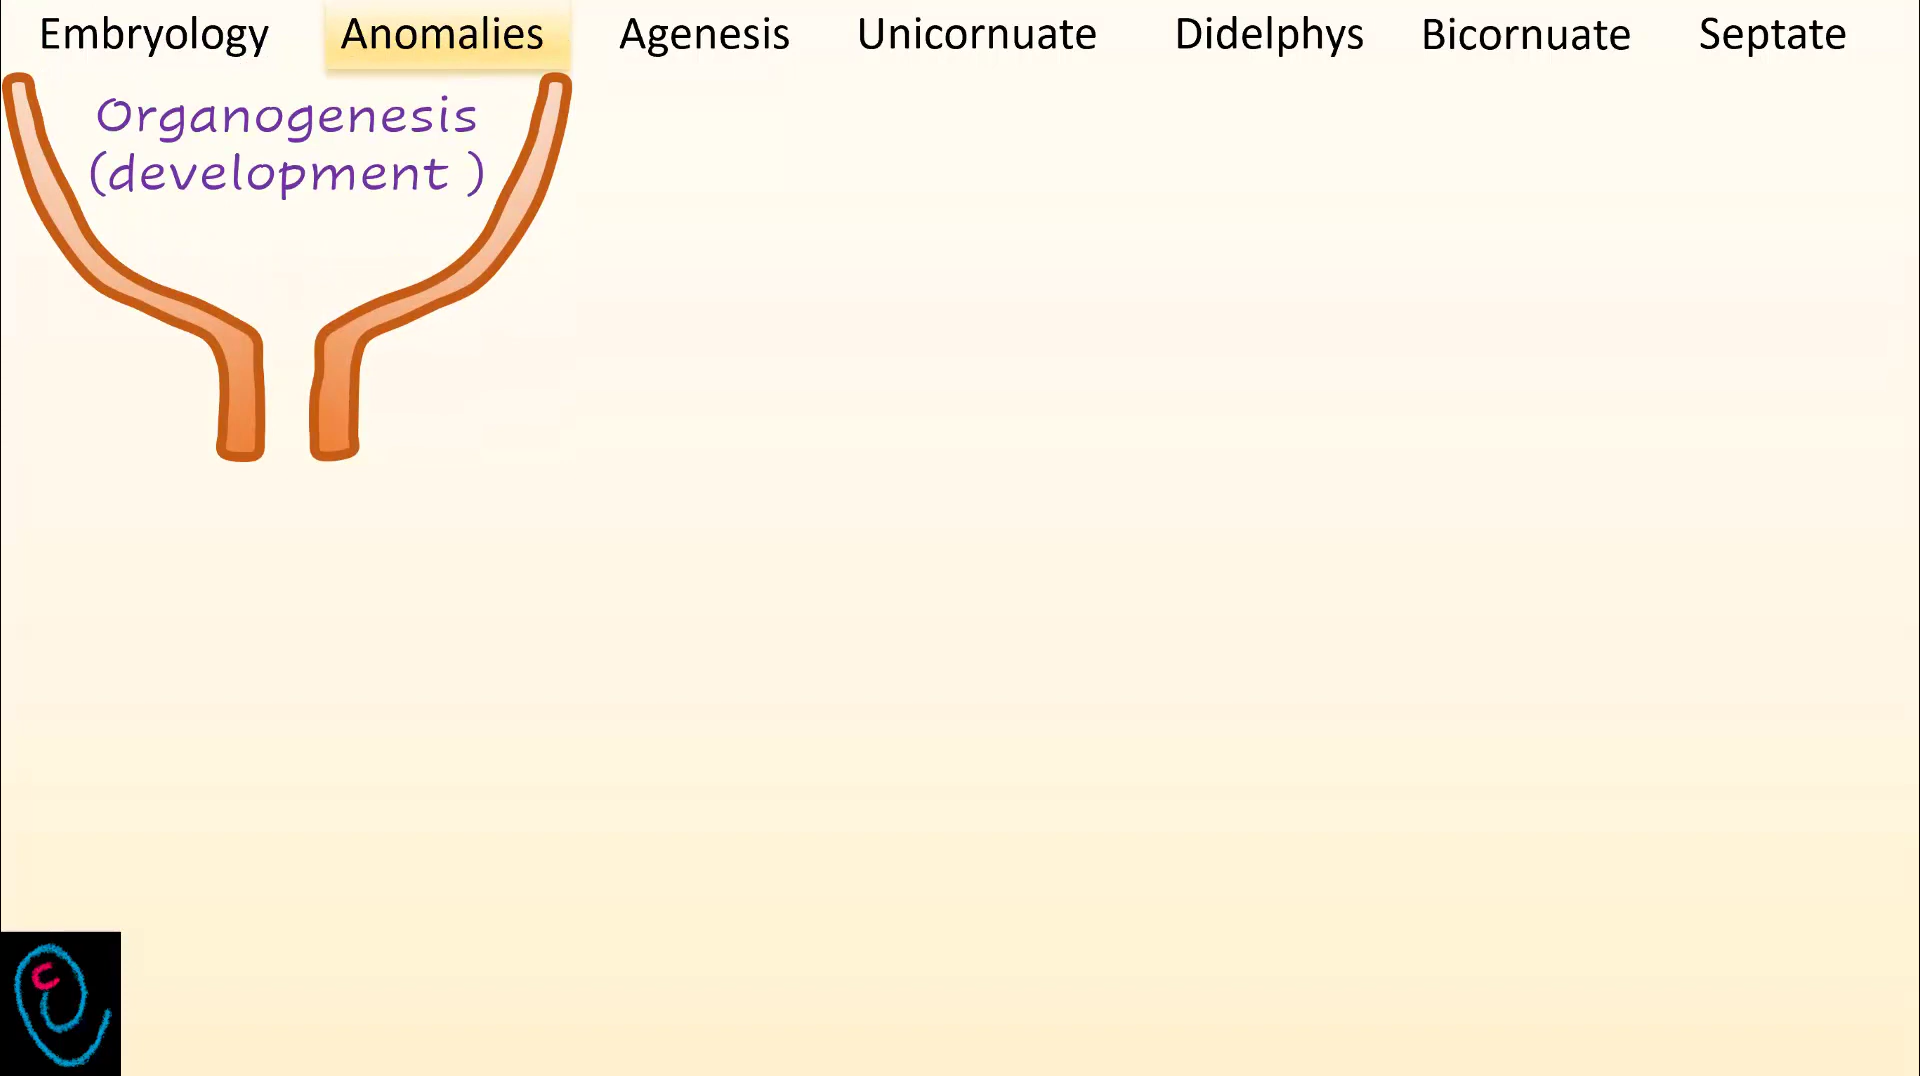 Embryology Anomalies Agenesis Unicornuate Didelphys Bicornuate Septate
Organogenesis
(development )